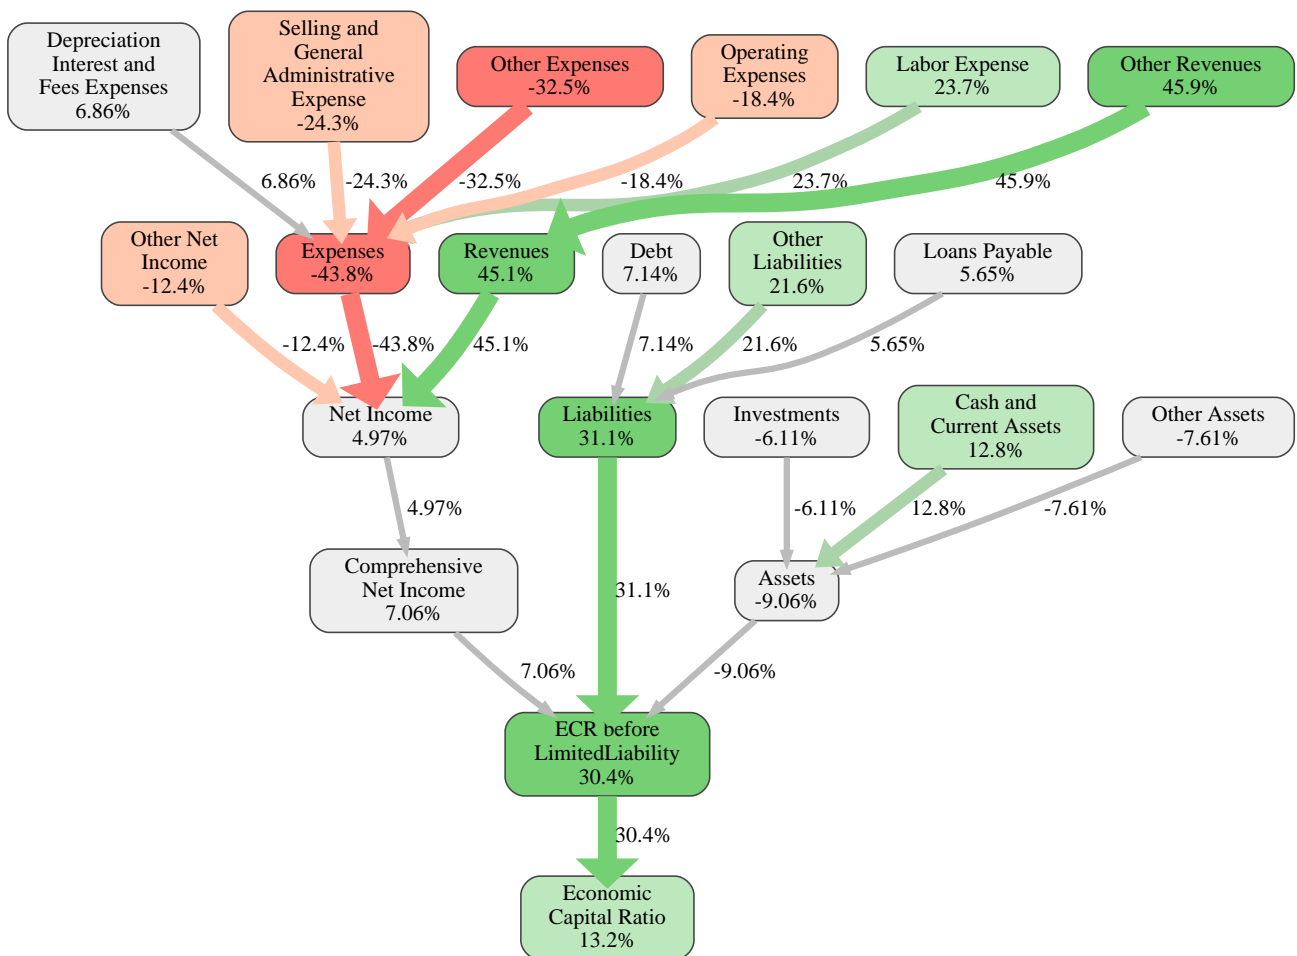 Depreciation
Interest and
Fees Expenses
6.86%
Selling and
General
Administrative
Expense
-24.3%
Other Expenses
-32.5%
Operating
Expenses
-18.4%
Labor Expense
23.7%
Other Revenues
45.9%
6.86%
-24.3%
-32.5%
-18.4%
23.7%
45.9%
Other Net
Income
-12.4%
Expenses
-43.8%
Revenues
45.1%
Debt
7.14%
Other
Liabilities
21.6%
Loans Payable
5.65%
-12.4%
-43.8%
45.1%
7.14%
21.6%
5.65%
Net Income
4.97%
Liabilities
31.1%
Investments
-6.11%
Cash and
Current Assets
12.8%
Other Assets
-7.61%
4.97%
-6.11%
12.8%
-7.61%
Comprehensive
Net Income
7.06%
31.1%
Assets
-9.06%
7.06%
-9.06%
ECR before
LimitedLiability
30.4%
30.4%
Economic
Capital Ratio
13.2%